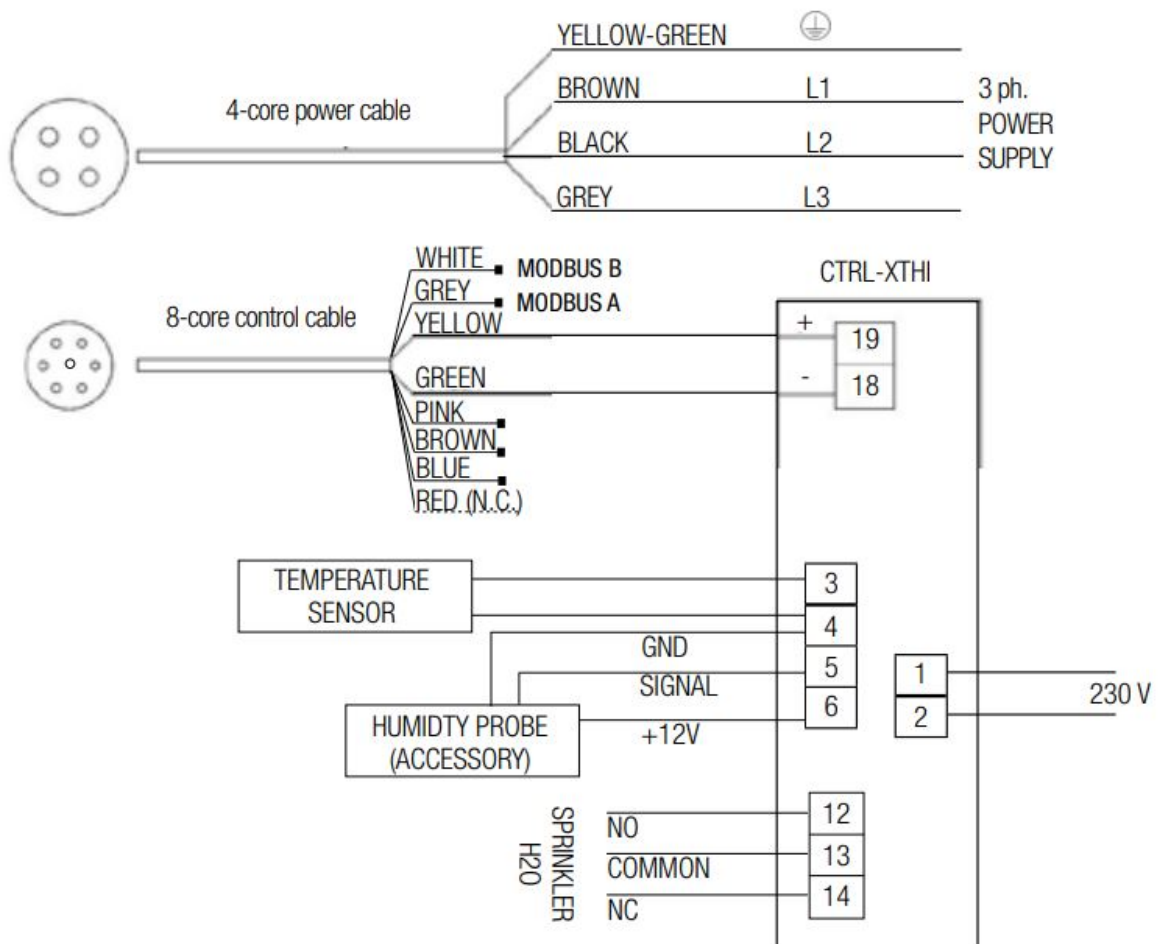 YELLOW-GREEN
4-core power cable
BROWN L1 3 ph.
POWER
BLACK L2 SUPPLY
GREY L3
WHITE MODBUS B
GREY MODBUS A
8-core control cable
YELLOW
GREEN
PINK
BROWN
BLUE
RED (N.C.)
CTRL-XTHI
+ 19
- 18
TEMPERATURE
SENSOR
3
4
GND
5
SIGNAL
6
HUMIDTY PROBE
(ACCESSORY)
+12V
1
2
230 V
SPRINKLER
H20
12
NO
13
COMMON
14
NC